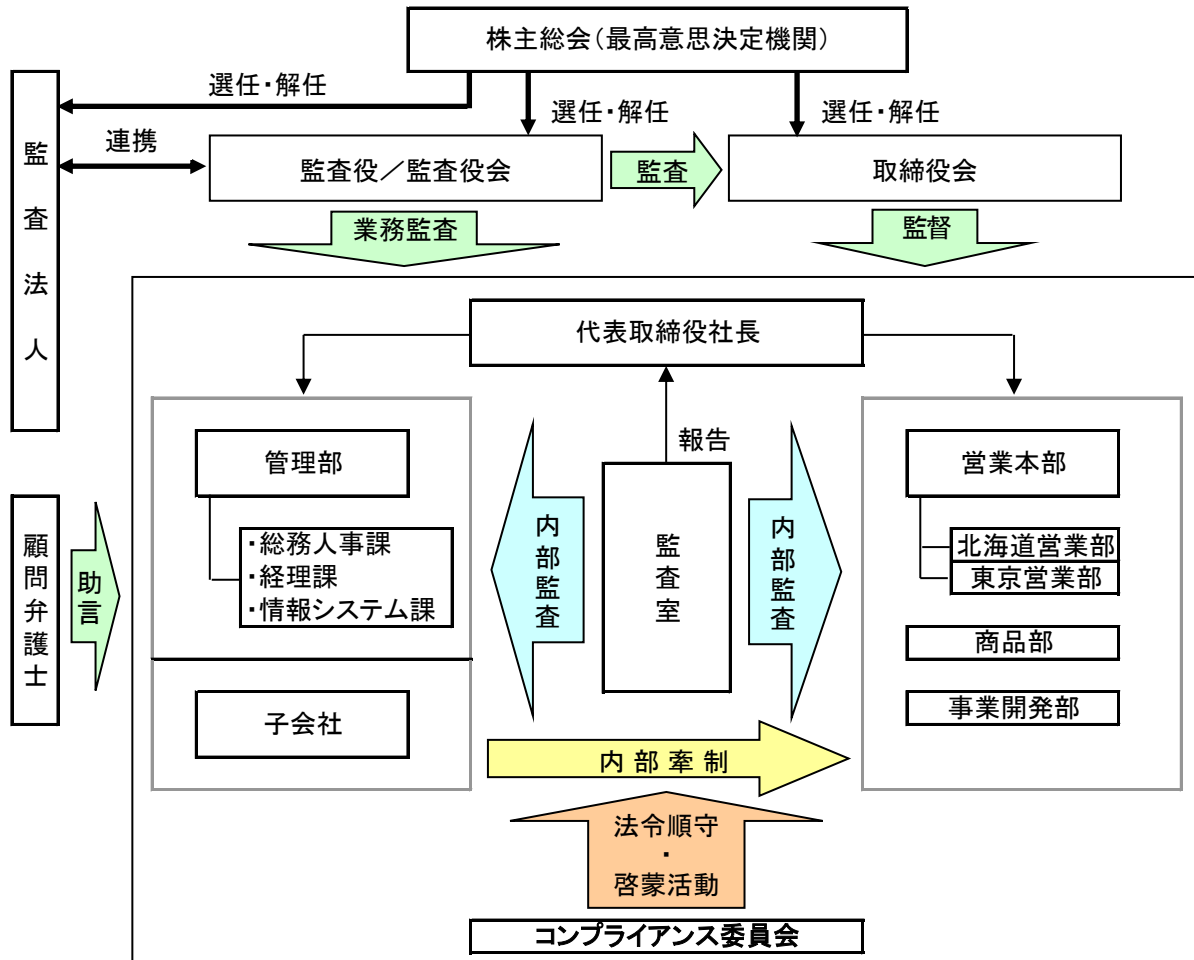 株主総会（最高意思決定機関）
選任・解任
選任・解任
選任・解任
監査法人
連携
監査役／監査役会
監査
取締役会
業務監査
監督
代表取締役社長
報告
管理部
・総務人事課
・経理課
・情報システム課
子会社
内部監査
監査室
内部監査
営業本部
北海道営業部
東京営業部
商品部
事業開発部
顧問弁護士
助言
内部牽制
法令順守
・
啓蒙活動
コンプライアンス委員会